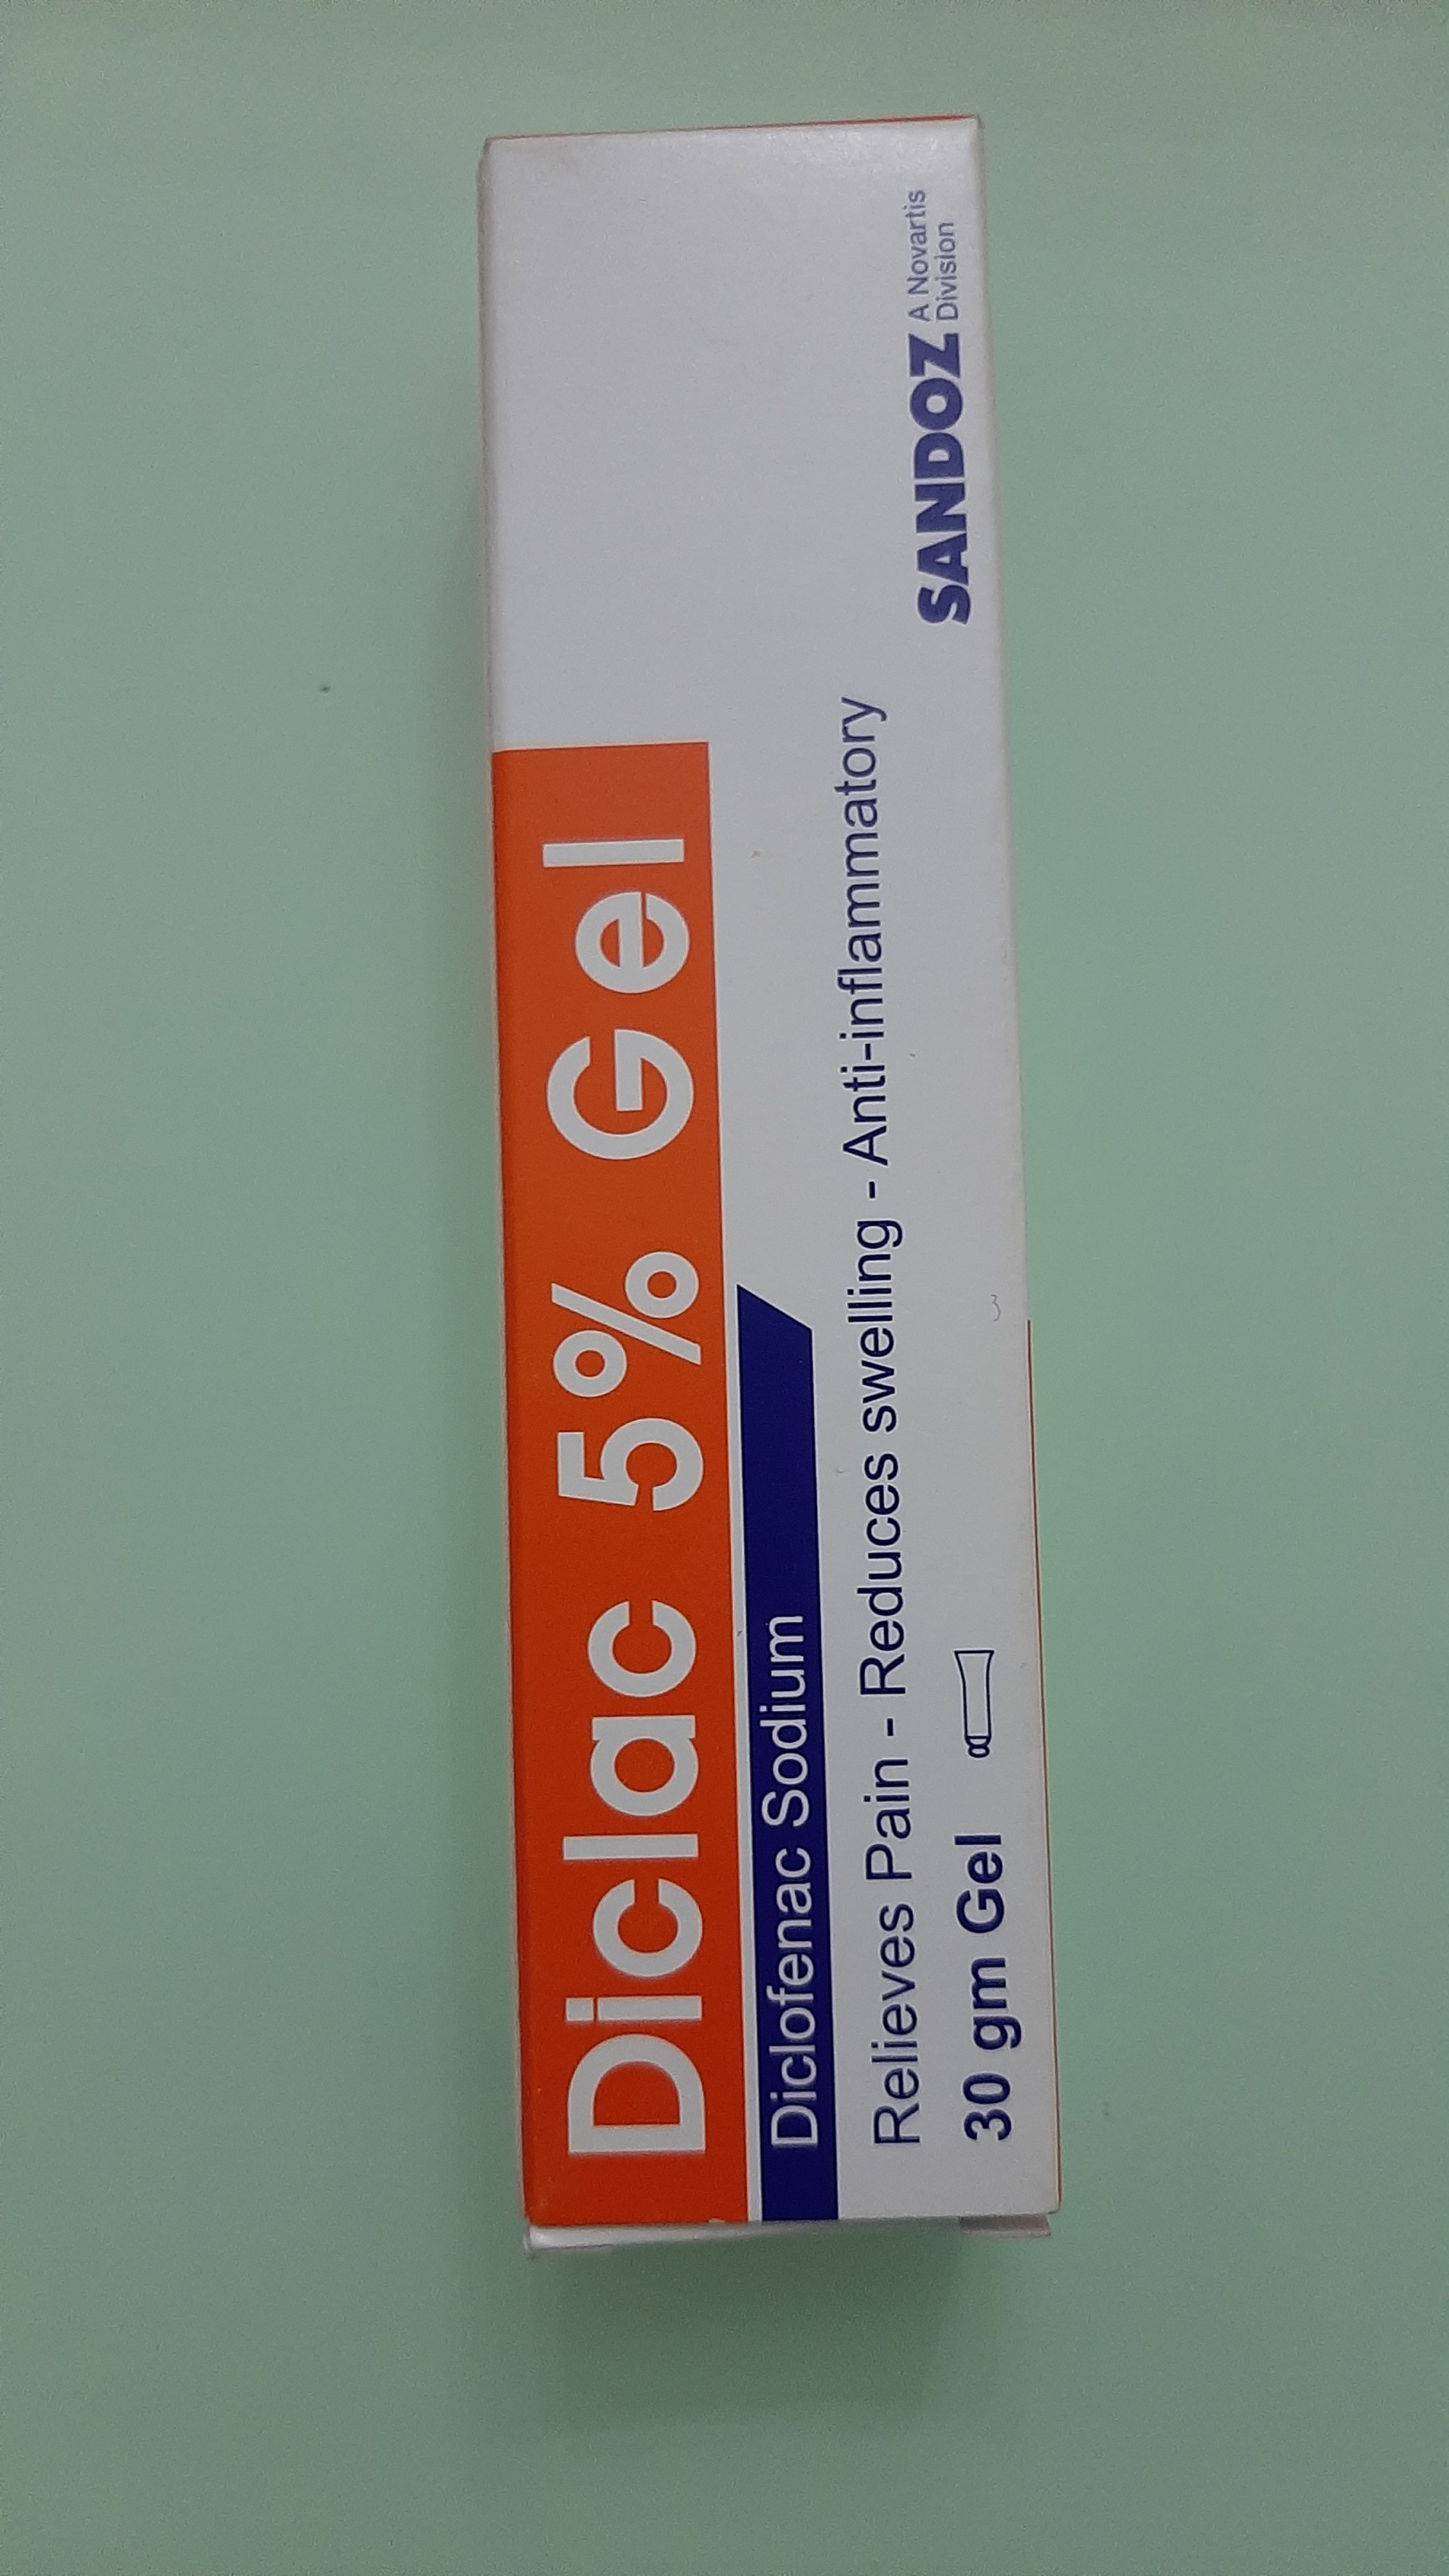 Diclac 5% Gel
Diclofenac Sodium
Relieves Pain - Reduces swelling - Anti-inflammatory
30 gm Gel
SANDOZ A Novartis
Division